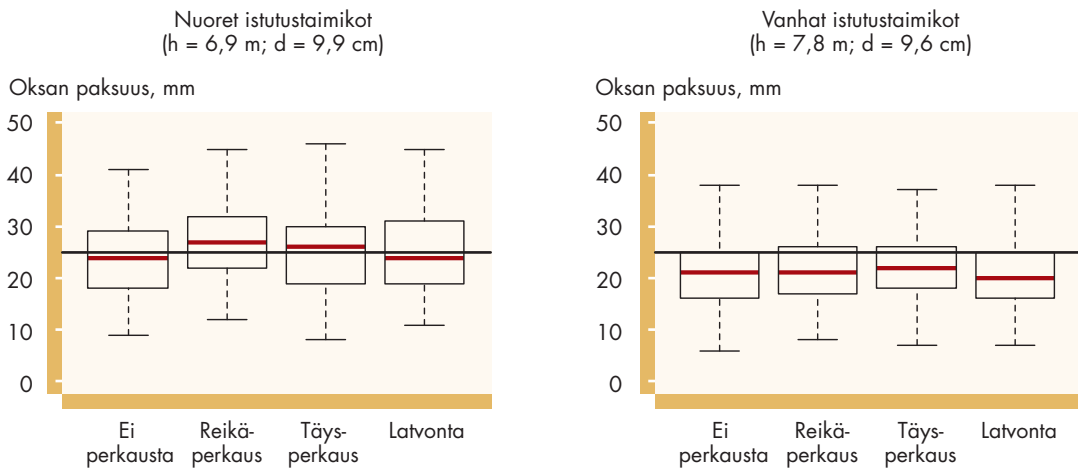 Nuoret istutustaimikot
(h = 6,9 m; d = 9,9 cm)
Oksan paksuus, mm
50
40
30
20
10
0
Ei perkausta
Reikä-
perkaus
Täys-
perkaus
Latvonta
Vanhat istutustaimikot
(h = 7,8 m; d = 9,6 cm)
Oksan paksuus, mm
50
40
30
20
10
0
Ei
perkausta
Reikä-
perkaus
Täys-
perkaus
Latvonta